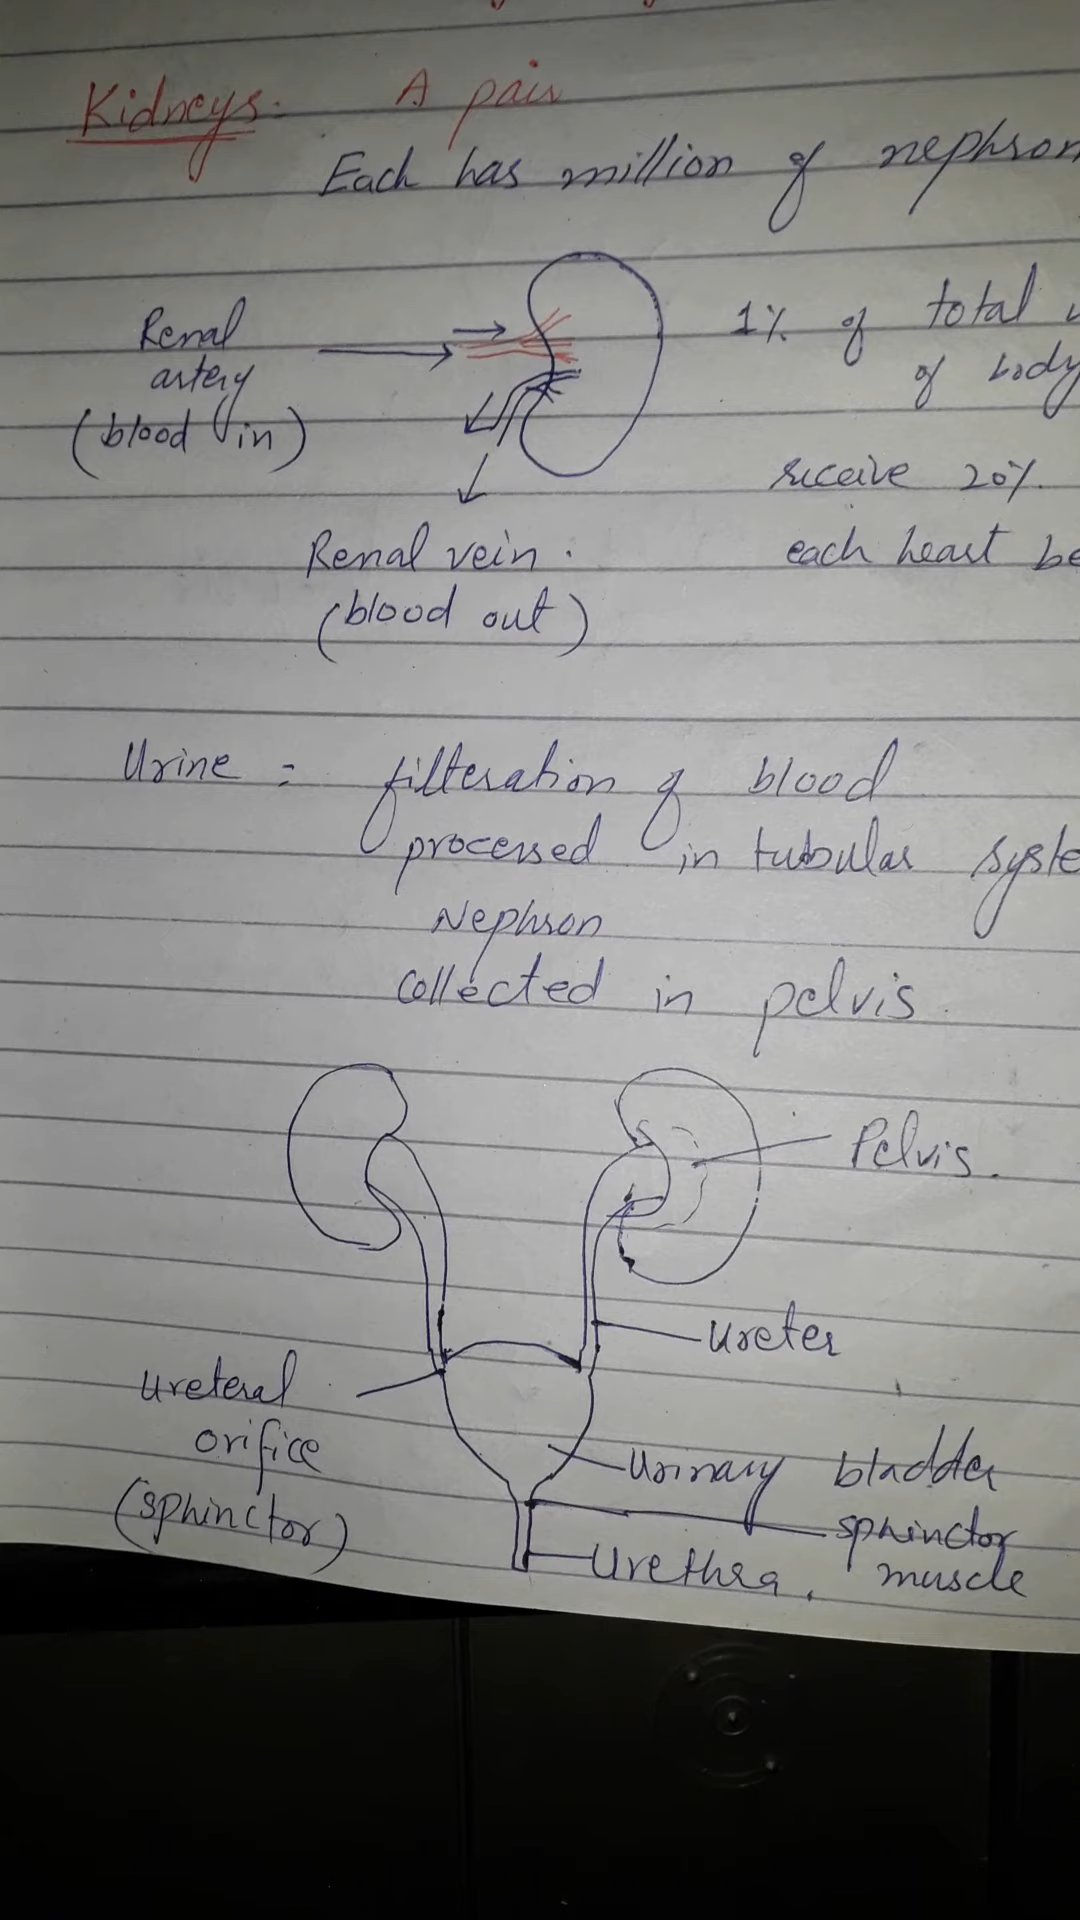 Kidneys:- A pair
Each has million of nephron
Renal
artery
(blood in)
1% of total
of body
receive 20%.
each heart be
Renal vein.
(blood out)
Urine = filteration of blood
processed in tubular syste
Nephron
collected in pelvis.
Pelvis.
Ureter
Ureteral
orifice
(sphinctor)
Urinary bladder
sphinctor
muscle
Urethra.